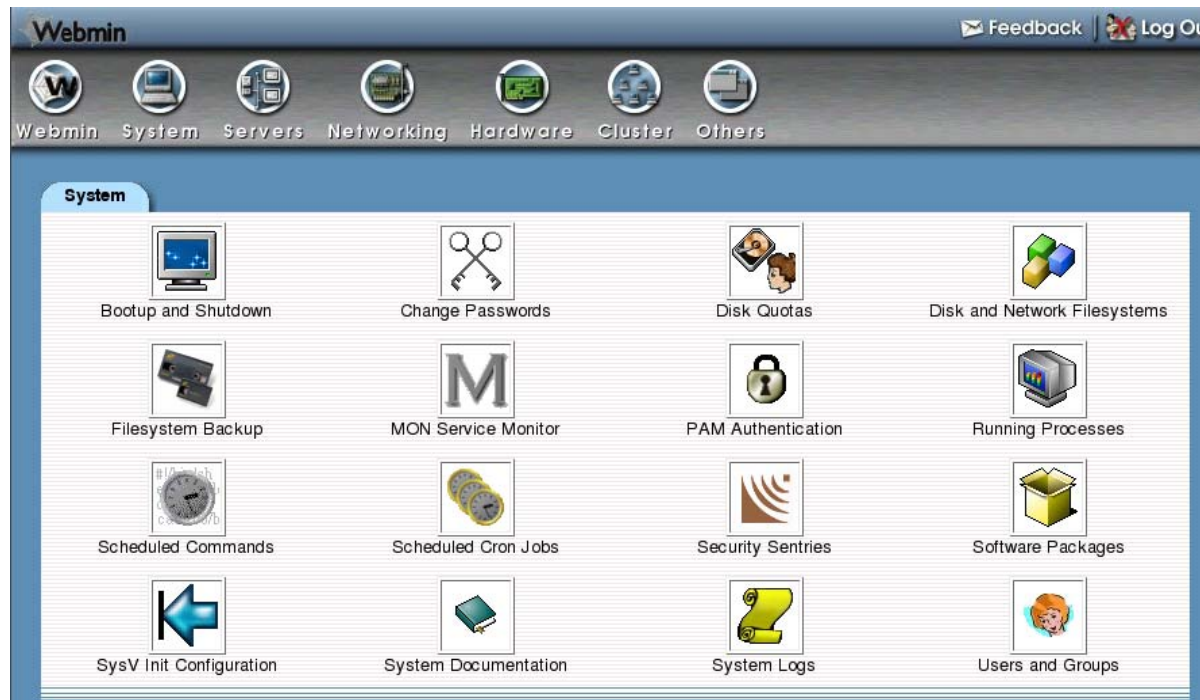 Webmin
Feedback
Log Ou
Webmin System Servers Networking Hardware Cluster Others
System
Bootup and Shutdown Change Passwords Disk Quotas Disk and Network Filesystems
Filesystem Backup MON Service Monitor PAM Authentication Running Processes
Scheduled Commands Scheduled Cron Jobs Security Sentries Software Packages
SysV Init Configuration System Documentation System Logs Users and Groups